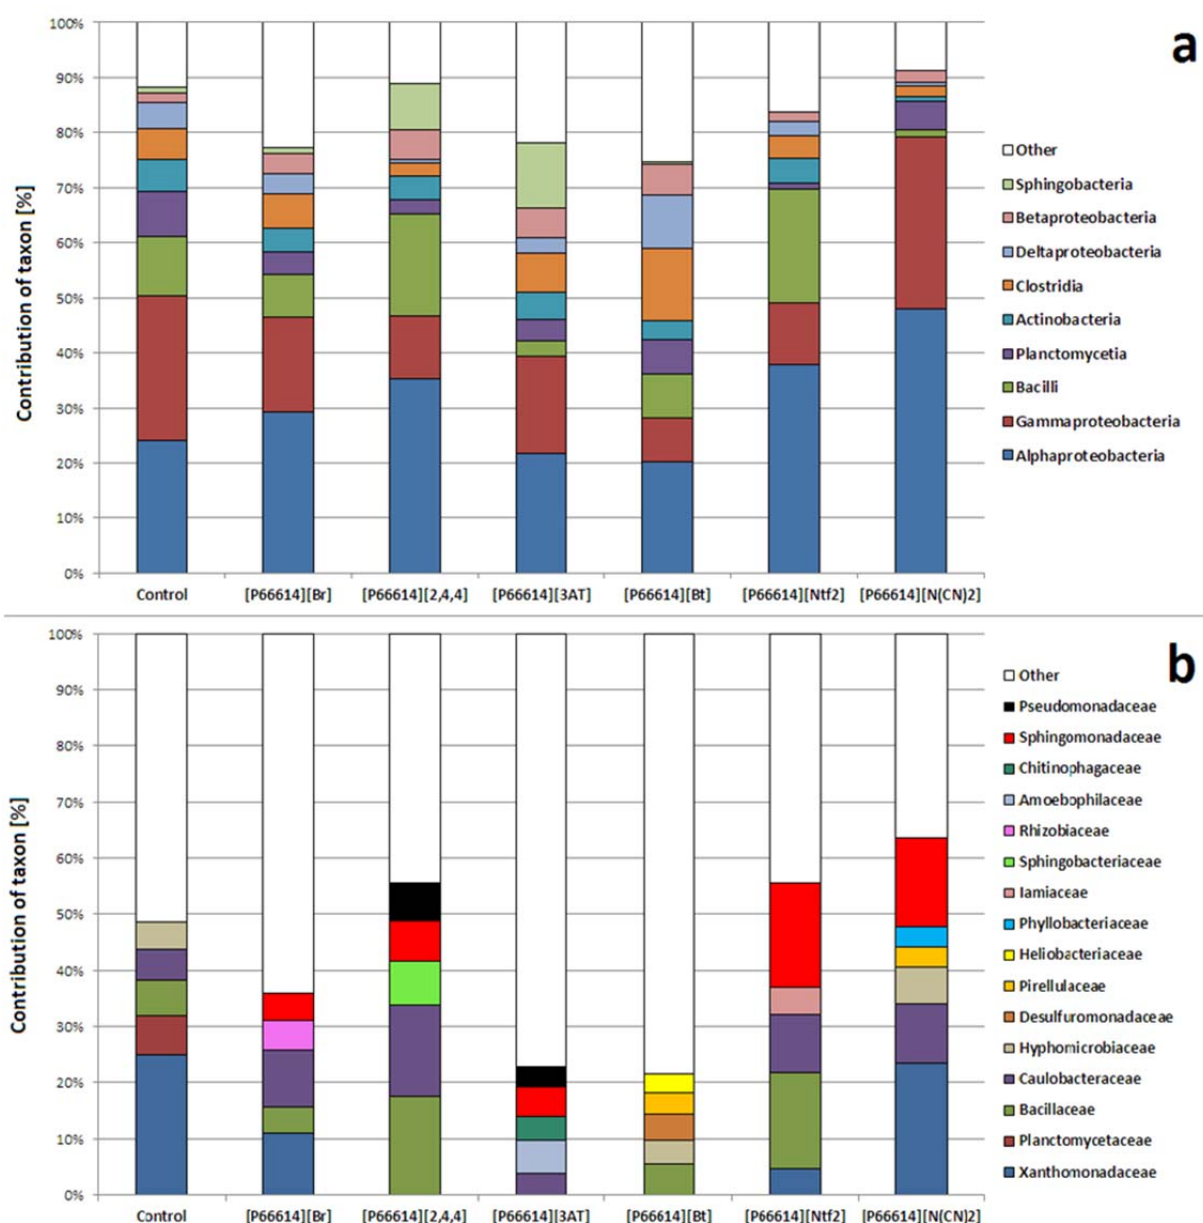 a
Contribution of taxon [%]
100%
90%
80%
70%
60%
50%
40%
30%
20%
10%
0%
Control
[P66614][Br]
[P66614][2,4,4]
[P66614][3AT]
[P66614][Bt]
[P66614][Ntf2]
[P66614][N(CN)2]
Other
Sphingobacteria
Betaproteobacteria
Deltaproteobacteria
Clostridia
Actinobacteria
Planctomycetia
Bacilli
Gammaproteobacteria
Alphaproteobacteria
b
Contribution of taxon [%]
100%
90%
80%
70%
60%
50%
40%
30%
20%
10%
0%
Control
[P66614][Br]
[P66614][2,4,4]
[P66614][3AT]
[P66614][Bt]
[P66614][Ntf2]
[P66614][N(CN)2]
Other
Pseudomonadaceae
Sphingomonadaceae
Chitinophagaceae
Amoebophilaceae
Rhizobiaceae
Sphingobacteriaceae
Iamiaceae
Phyllobacteriaceae
Heliobacteriaceae
Pirellulaceae
Desulfuromonadaceae
Hyphomicrobiaceae
Caulobacteraceae
Bacillaceae
Planctomycetaceae
Xanthomonadaceae